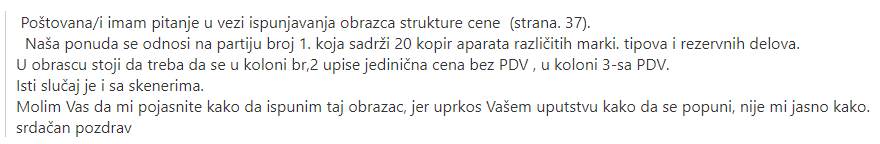 Poštovana/i imam pitanje u vezi ispunjavanja obrazca strukture cene (strana. 37).
Naša ponuda se odnosi na partiju broj 1. koja sadrži 20 kopir aparata različitih marki. tipova i rezervnih delova.
U obrascu stoji da treba da se u koloni br,2 upise jedinična cena bez PDV , u koloni 3-sa PDV.
Isti slučaj je i sa skenerima.
Molim Vas da mi pojasnite kako da ispunim taj obrazac, jer uprkos Vašem uputstvu kako da se popuni, nije mi jasno kako.
srdačan pozdrav